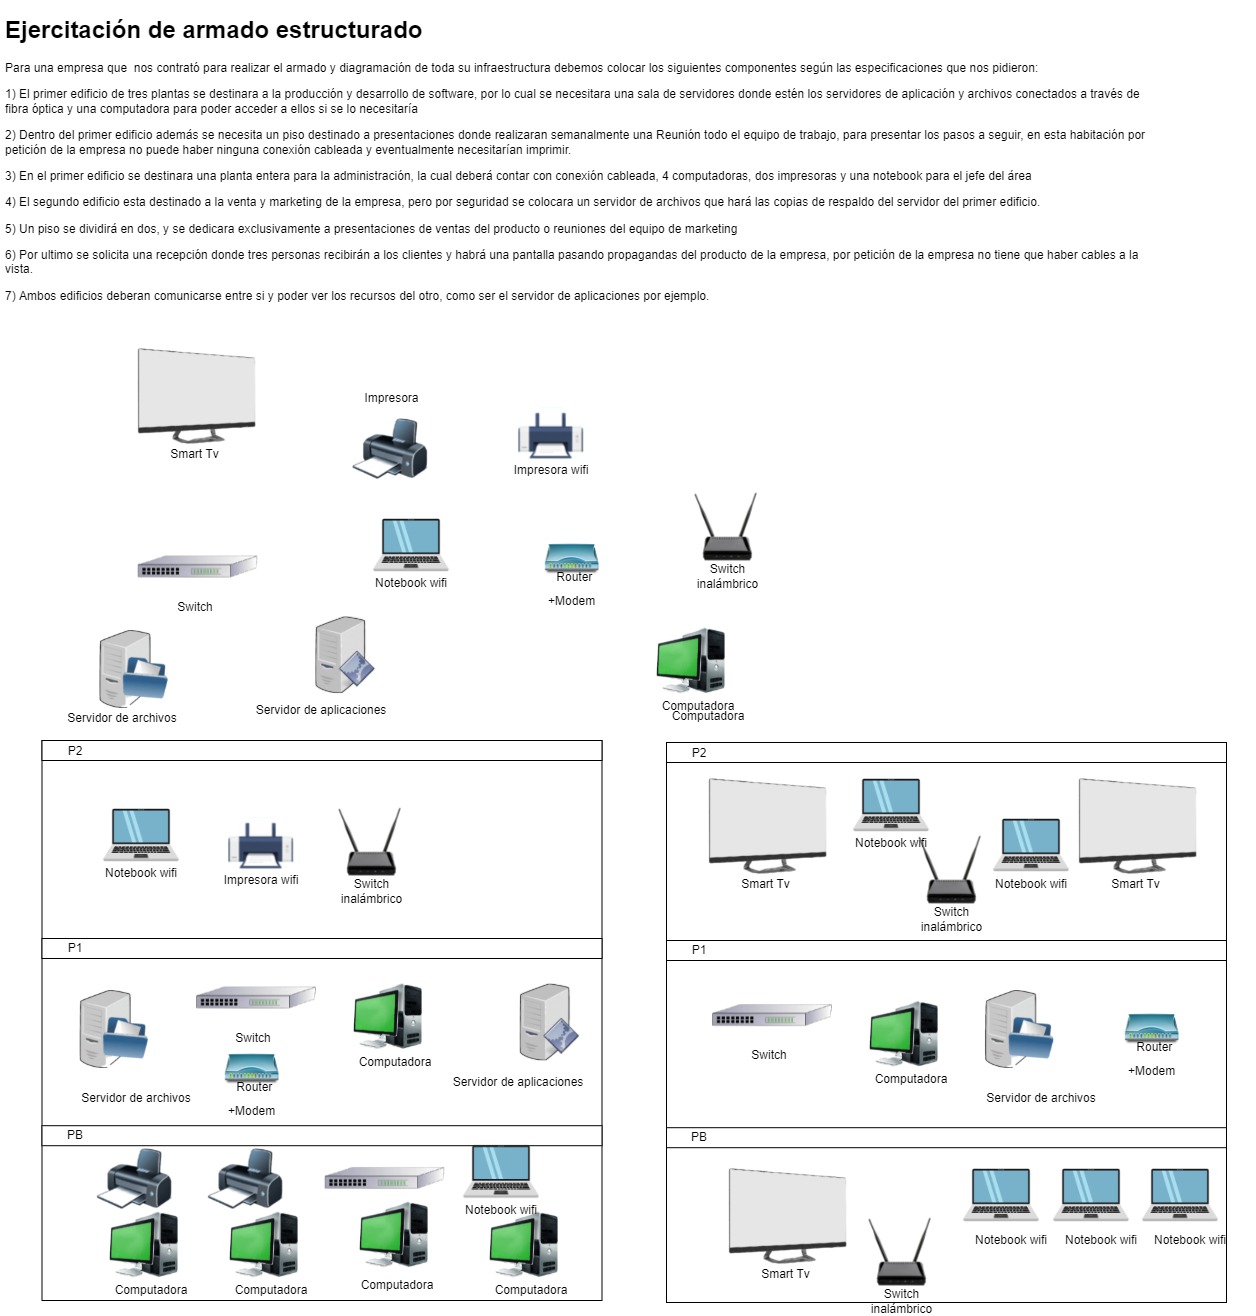 Ejercitación de armado estructurado
Para una empresa que  nos contrató para realizar el armado y diagramación de toda su infraestructura debemos colocar los siguientes componentes según las especificaciones que nos pidieron:
1) El primer edificio de tres plantas se destinara a la producción y desarrollo de software, por lo cual se necesitara una sala de servidores donde estén los servidores de aplicación y archivos conectados a través de
fibra óptica y una computadora para poder acceder a ellos si se lo necesitaría
2) Dentro del primer edificio además se necesita un piso destinado a presentaciones donde realizaran semanalmente una Reunión todo el equipo de trabajo, para presentar los pasos a seguir, en esta habitación por
petición de la empresa no puede haber ninguna conexión cableada y eventualmente necesitarían imprimir.
3) En el primer edificio se destinara una planta entera para la administración, la cual deberá contar con conexión cableada, 4 computadoras, dos impresoras y una notebook para el jefe del área
4) El segundo edificio esta destinado a la venta y marketing de la empresa, pero por seguridad se colocara un servidor de archivos que hará las copias de respaldo del servidor del primer edificio.
5) Un piso se dividirá en dos, y se dedicara exclusivamente a presentaciones de ventas del producto o reuniones del equipo de marketing
6) Por ultimo se solicita una recepción donde tres personas recibirán a los clientes y habrá una pantalla pasando propagandas del producto de la empresa, por petición de la empresa no tiene que haber cables a la
vista.
7) Ambos edificios deberan comunicarse entre si y poder ver los recursos del otro, como ser el servidor de aplicaciones por ejemplo.
Impresora
Smart Tv
Impresora wifi
Switch
Notebook wifi
Router
+Modem
Switch
inalámbrico
Servidor de archivos
Servidor de aplicaciones
Computadora
Computadora
P2
Notebook wifi
Impresora wifi
Switch
inalámbrico
P1
Switch
Computadora
Servidor de aplicaciones
Servidor de archivos
Router
+Modem
PB
Notebook wifi
Computadora
Computadora
Computadora
Computadora
P2
Notebook wifi
Smart Tv
Notebook wifi
Smart Tv
Switch
inalámbrico
P1
Switch
Computadora
Servidor de archivos
Router
+Modem
PB
Notebook wifi
Notebook wifi
Notebook wifi
Smart Tv
Switch
inalámbrico